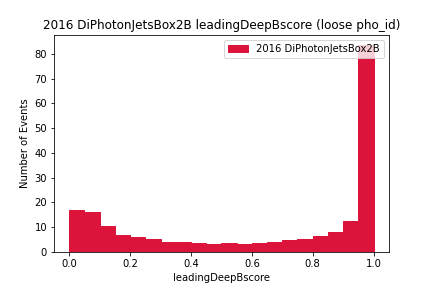 2016 DiPhotonJetsBox2B leadingDeepBscore (loose pho_id)
2016 DiPhotonJetsBox2B
Number of Events
80
70
60
50
40
30
20
10
0
0.0 0.2 0.4 0.6 0.8 1.0
leadingDeepBscore